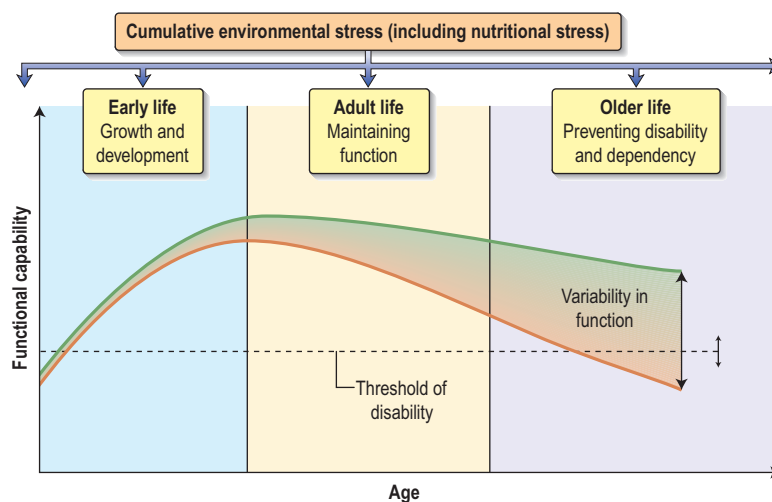 Cumulative environmental stress (including nutritional stress)
Early life
Growth and
development
Adult life
Maintaining
function
Older life
Preventing disability
and dependency
Functional capability
Variability in
function
Threshold of
disability
Age